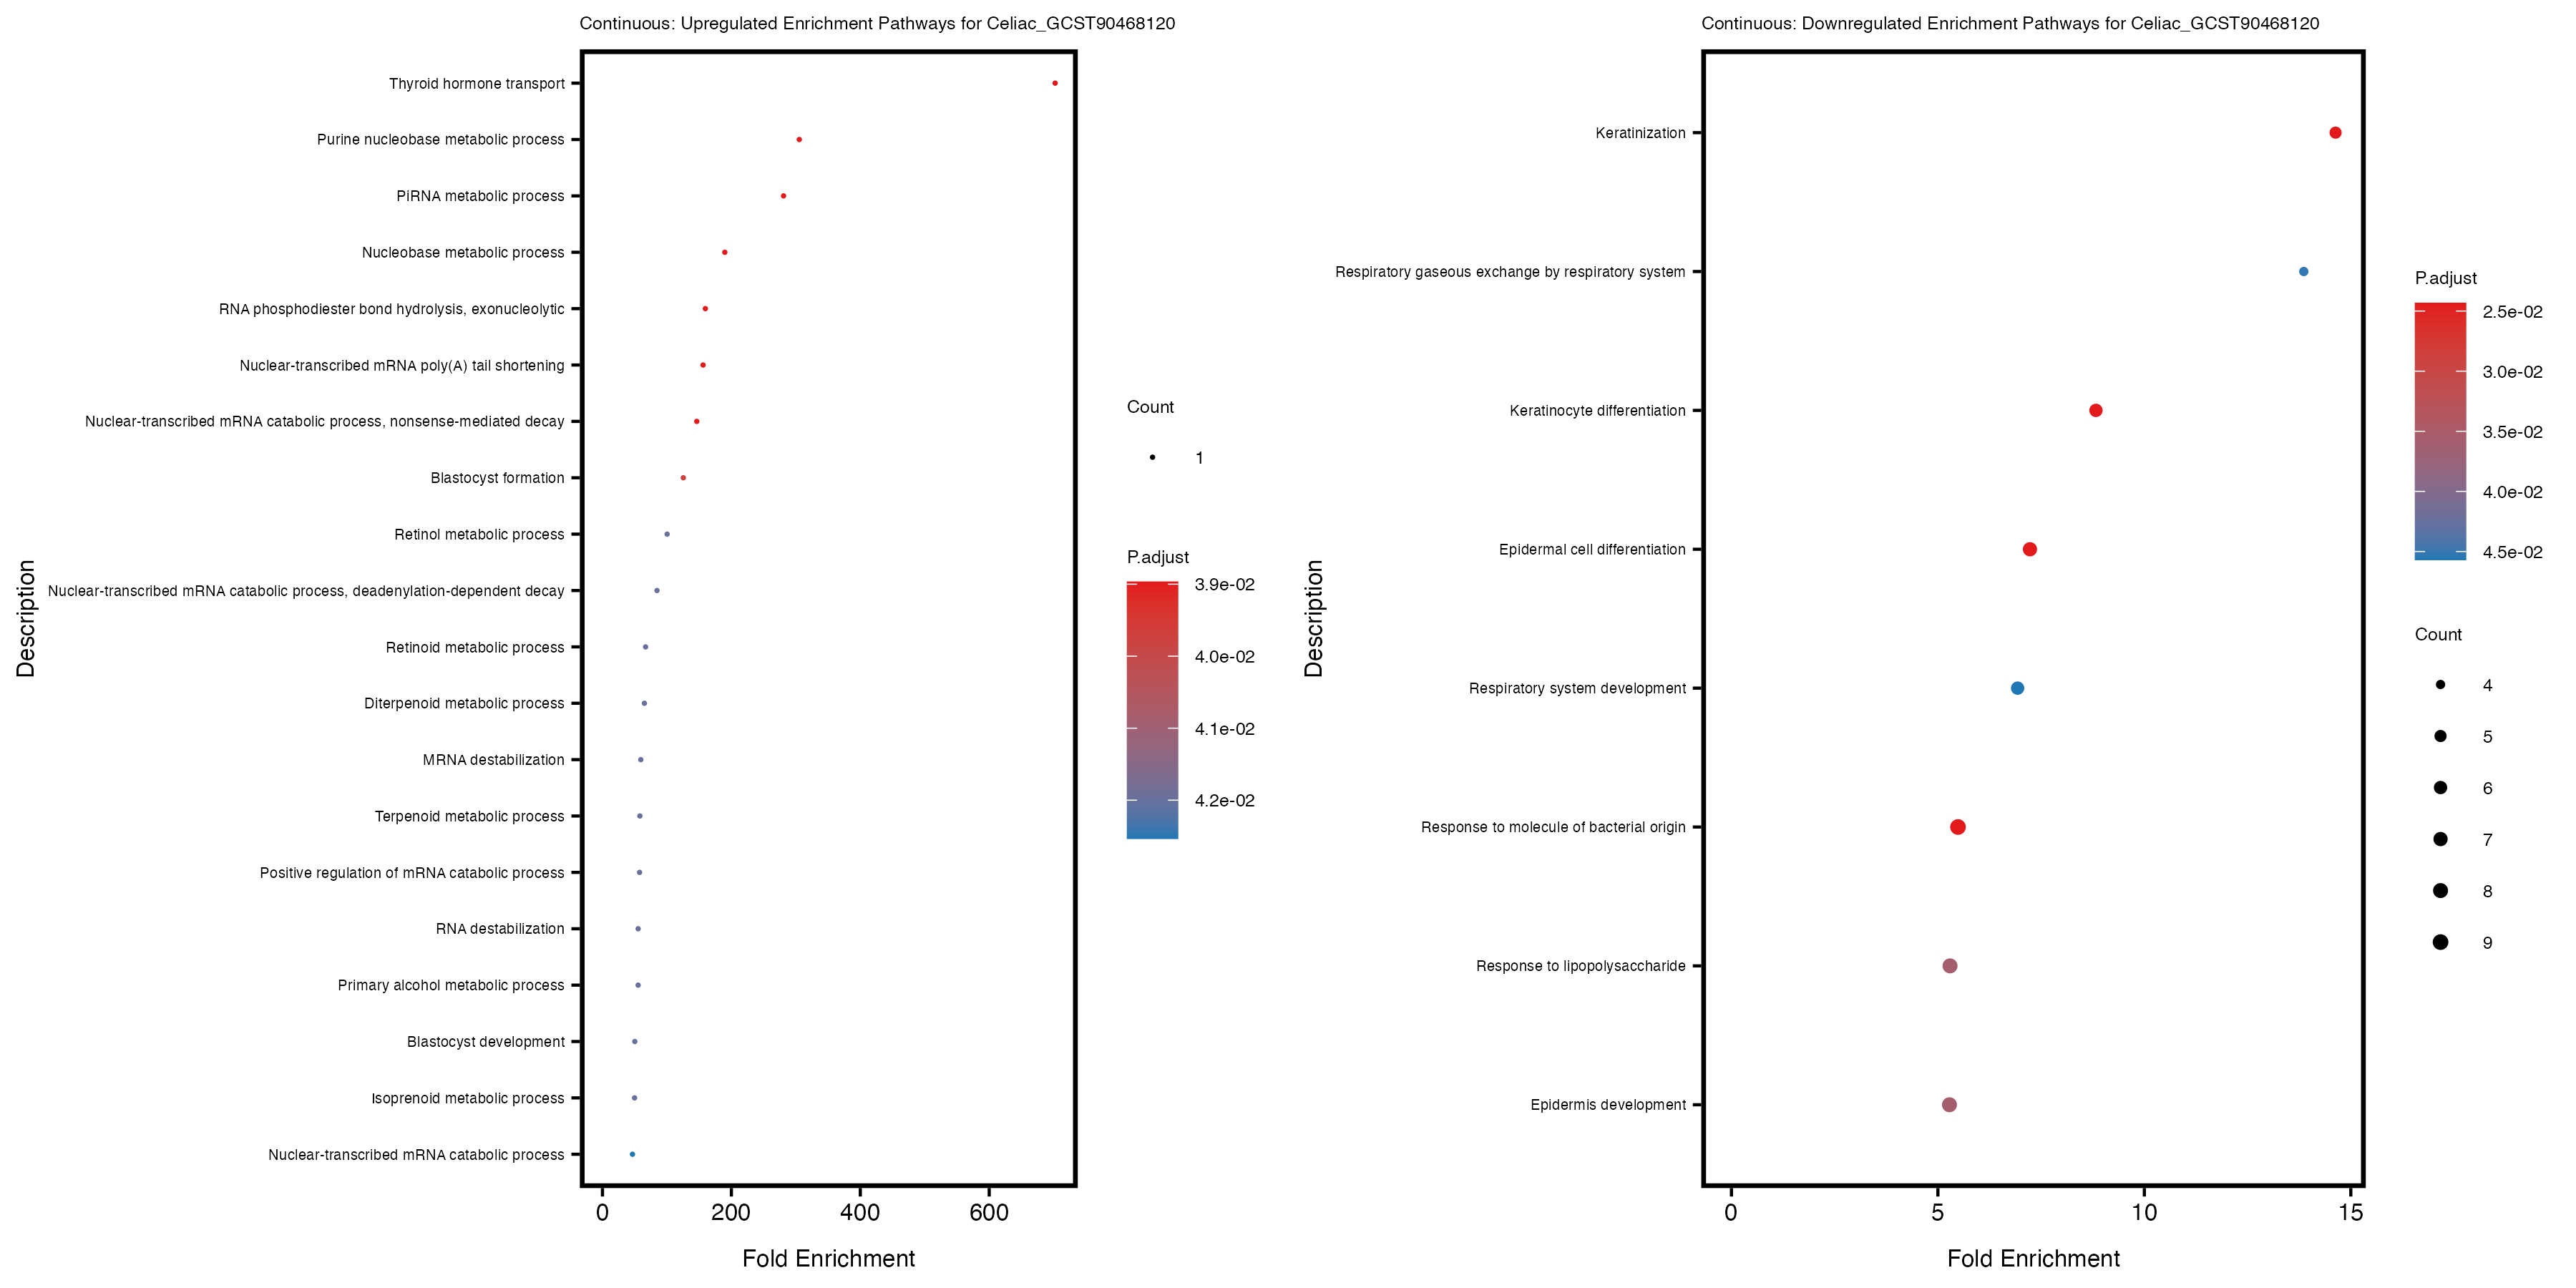 Continuous: Upregulated Enrichment Pathways for Celiac_GCST90468120
Description
Thyroid hormone transport
Purine nucleobase metabolic process
PiRNA metabolic process
Nucleobase metabolic process
RNA phosphodiester bond hydrolysis, exonucleolytic
Nuclear-transcribed mRNA poly(A) tail shortening
Nuclear-transcribed mRNA catabolic process, nonsense-mediated decay
Blastocyst formation
Retinol metabolic process
Nuclear-transcribed mRNA catabolic process, deadenylation-dependent decay
Retinoid metabolic process
Diterpenoid metabolic process
MRNA destabilization
Terpenoid metabolic process
Positive regulation of mRNA catabolic process
RNA destabilization
Primary alcohol metabolic process
Blastocyst development
Isoprenoid metabolic process
Nuclear-transcribed mRNA catabolic process
0 200 400 600
Fold Enrichment
Count
1
P.adjust
3.9e-02
4.0e-02
4.1e-02
4.2e-02
Continuous: Downregulated Enrichment Pathways for Celiac_GCST90468120
Description
Keratinization
Respiratory gaseous exchange by respiratory system
Keratinocyte differentiation
Epidermal cell differentiation
Respiratory system development
Response to molecule of bacterial origin
Response to lipopolysaccharide
Epidermis development
0 5 10 15
Fold Enrichment
P.adjust
2.5e-02
3.0e-02
3.5e-02
4.0e-02
4.5e-02
Count
4
5
6
7
8
9